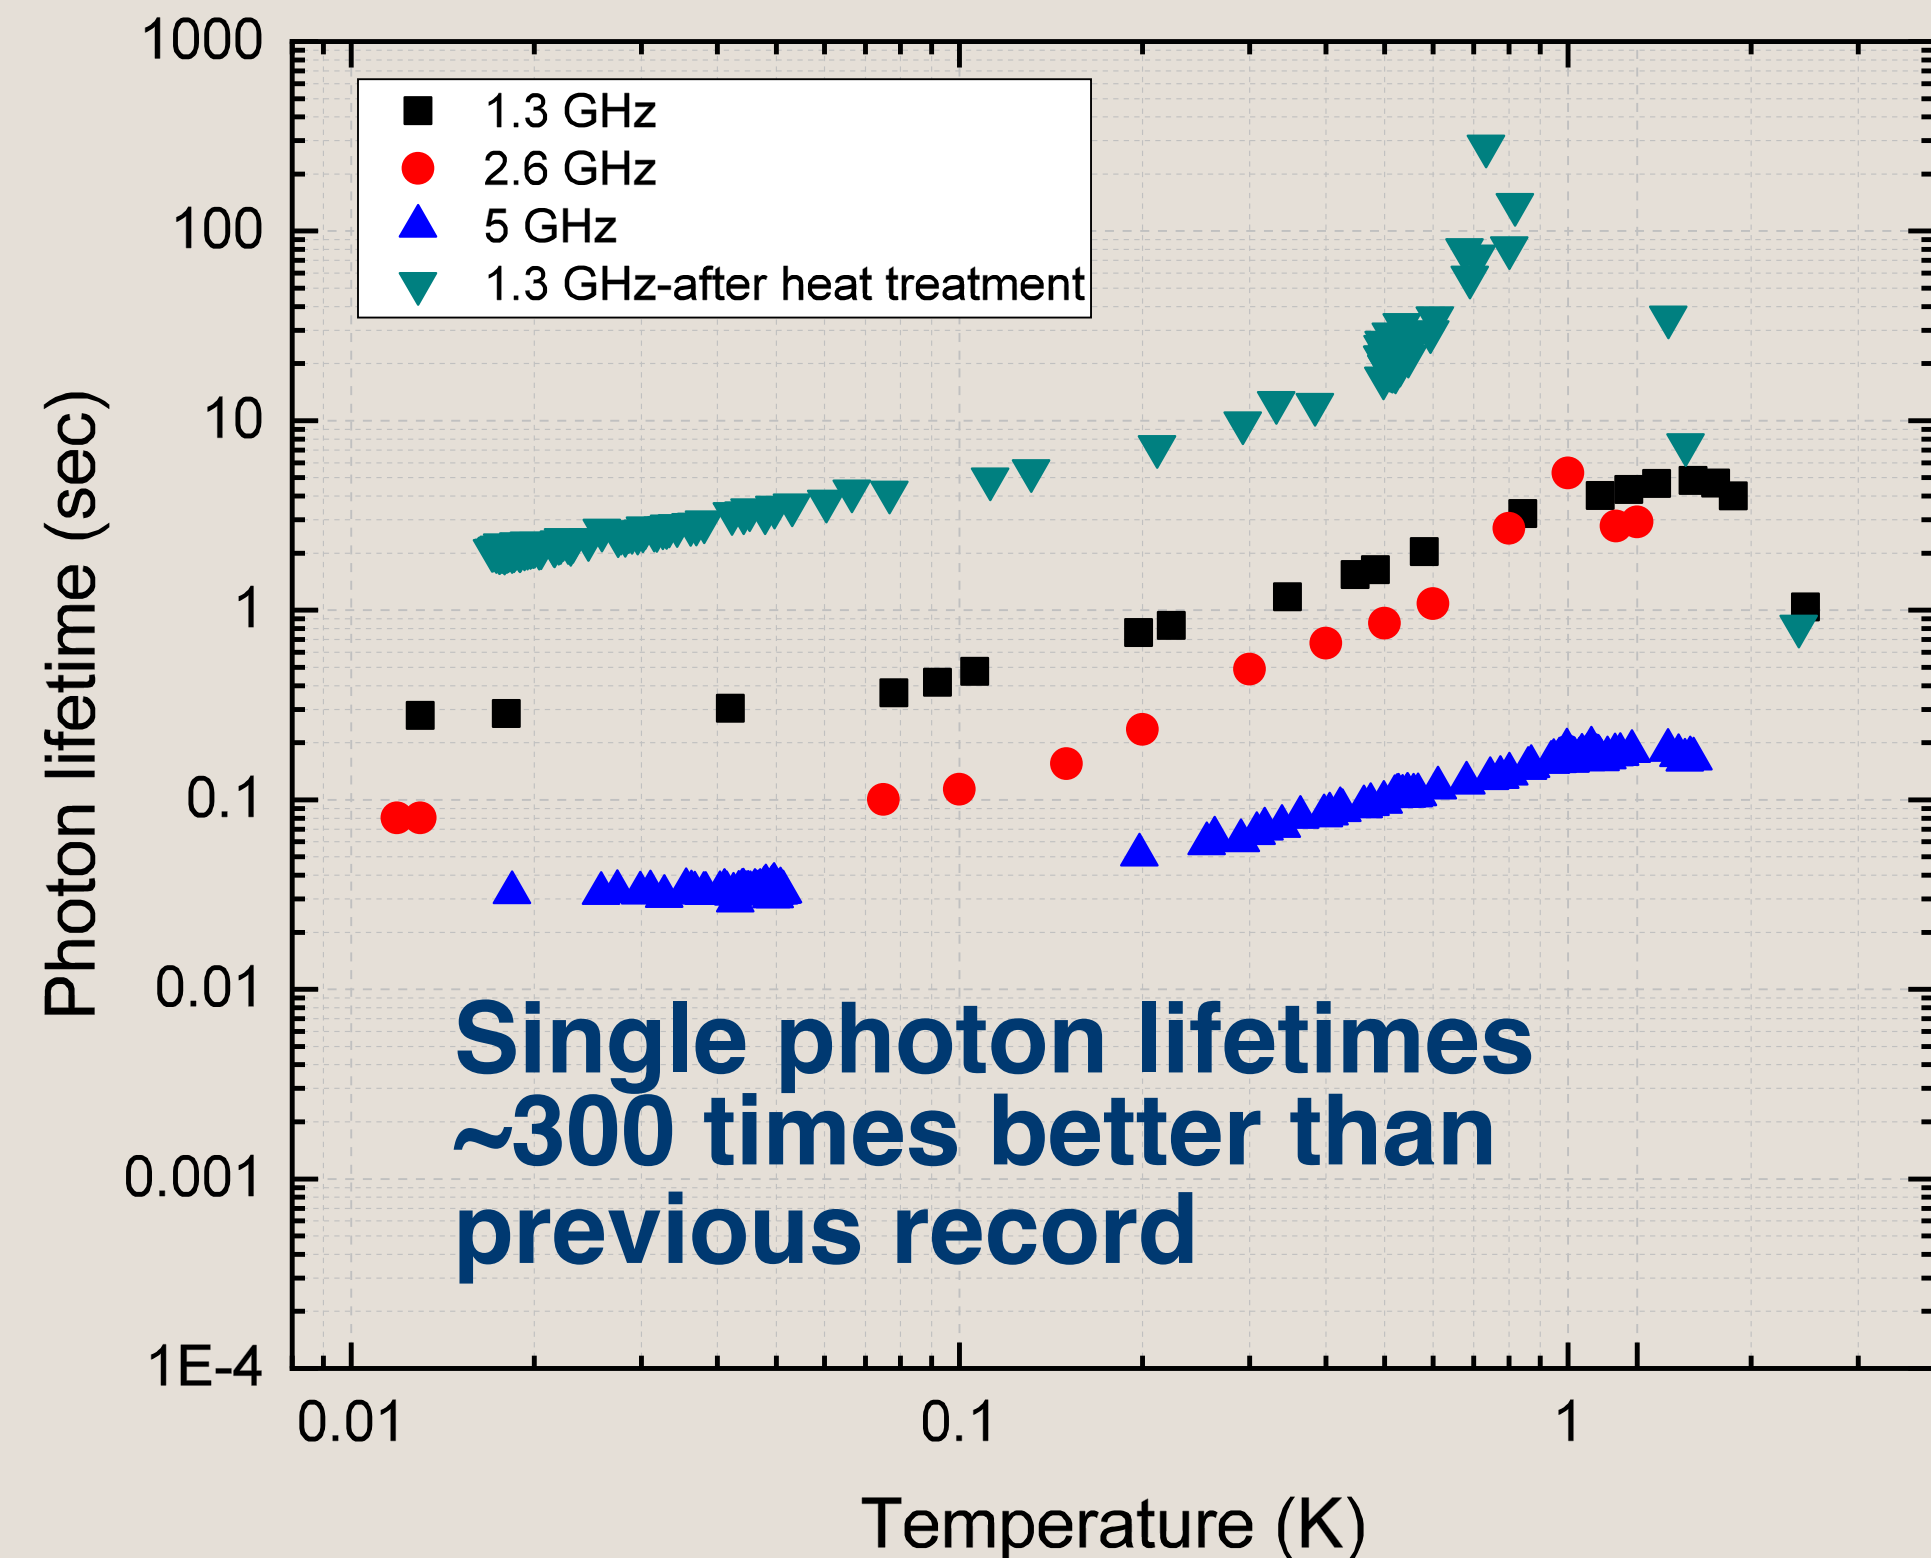 1000
100
10
1
0.1
0.01
0.001
1E-4
Photon lifetime (sec)
1.3 GHz
2.6 GHz
5 GHz
1.3 GHz-after heat treatment
Single photon lifetimes
~300 times better than
previous record
0.01
0.1
1
Temperature (K)